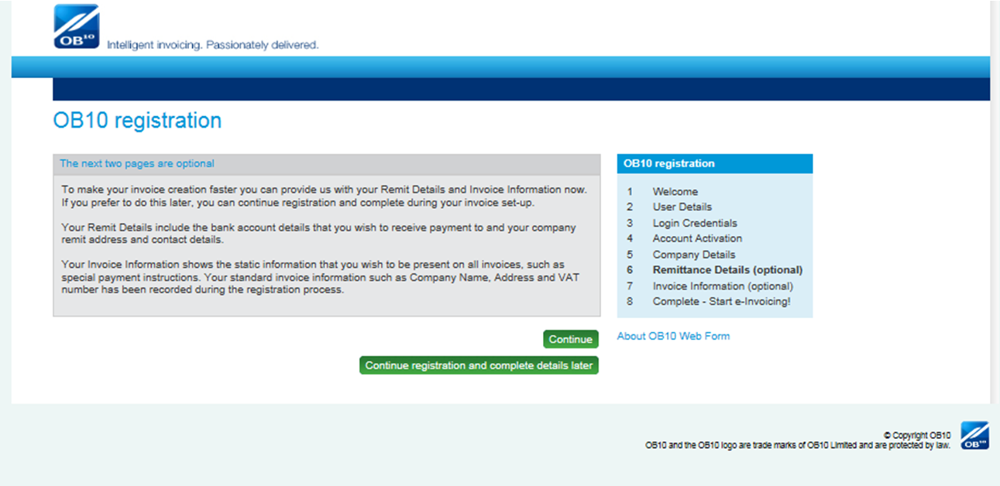 OB10
Intelligent invoicing. Passionately delivered.
OB10 registration
The next two pages are optional
To make your invoice creation faster you can provide us with your Remit Details and Invoice Information now.
If you prefer to do this later, you can continue registration and complete during your invoice set-up.
Your Remit Details include the bank account details that you wish to receive payment to and your company
remit address and contact details.
Your Invoice Information shows the static information that you wish to be present on all invoices, such as
special payment instructions. Your standard invoice information such as Company Name, Address and VAT
number has been recorded during the registration process.
Continue
Continue registration and complete details later
OB10 registration
1 Welcome
2 User Details
3 Login Credentials
4 Account Activation
5 Company Details
6 Remittance Details (optional)
7 Invoice Information (optional)
8 Complete - Start e-Invoicing!
About OB10 Web Form
© Copyright OB10
OB10 and the OB10 logo are trade marks of OB10 Limited and are protected by law.
OB10